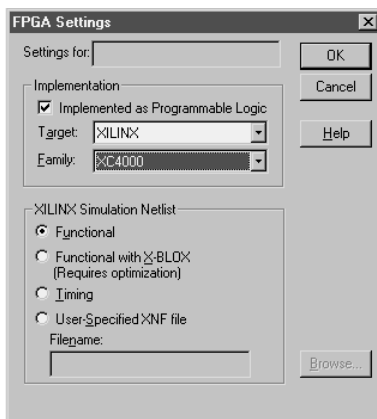 FPGA Settings
Settings for:
OK
Implementation
Cancel
Implemented as Programmable Logic
Target: XILINX
Help
Family: XC4000
XILINX Simulation Netlist
Functional
Functional with X-BLOX
(Requires optimization)
Timing
User-Specified XNF file
Filename:
Browse...